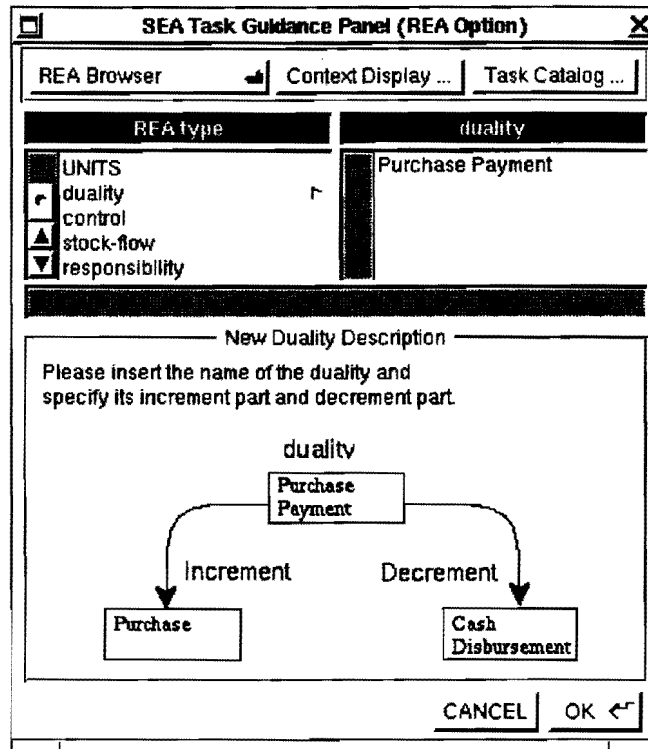 SEA Task Guidance Panel (REA Option)
REA Browser Context Display ... Task Catalog ...
REA type duality
UNITS
duality
control
stock-flow
responsibility
Purchase Payment
New Duality Description
Please insert the name of the duality and
specify its increment part and decrement part.
duality
Purchase
Payment
Increment Decrement
Purchase
Cash
Disbursement
CANCEL OK